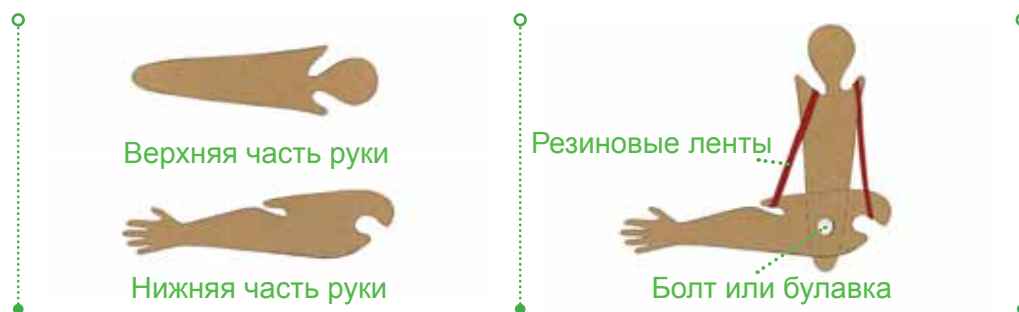 Верхняя часть руки
Нижняя часть руки
Резиновые ленты
Болт или булавка